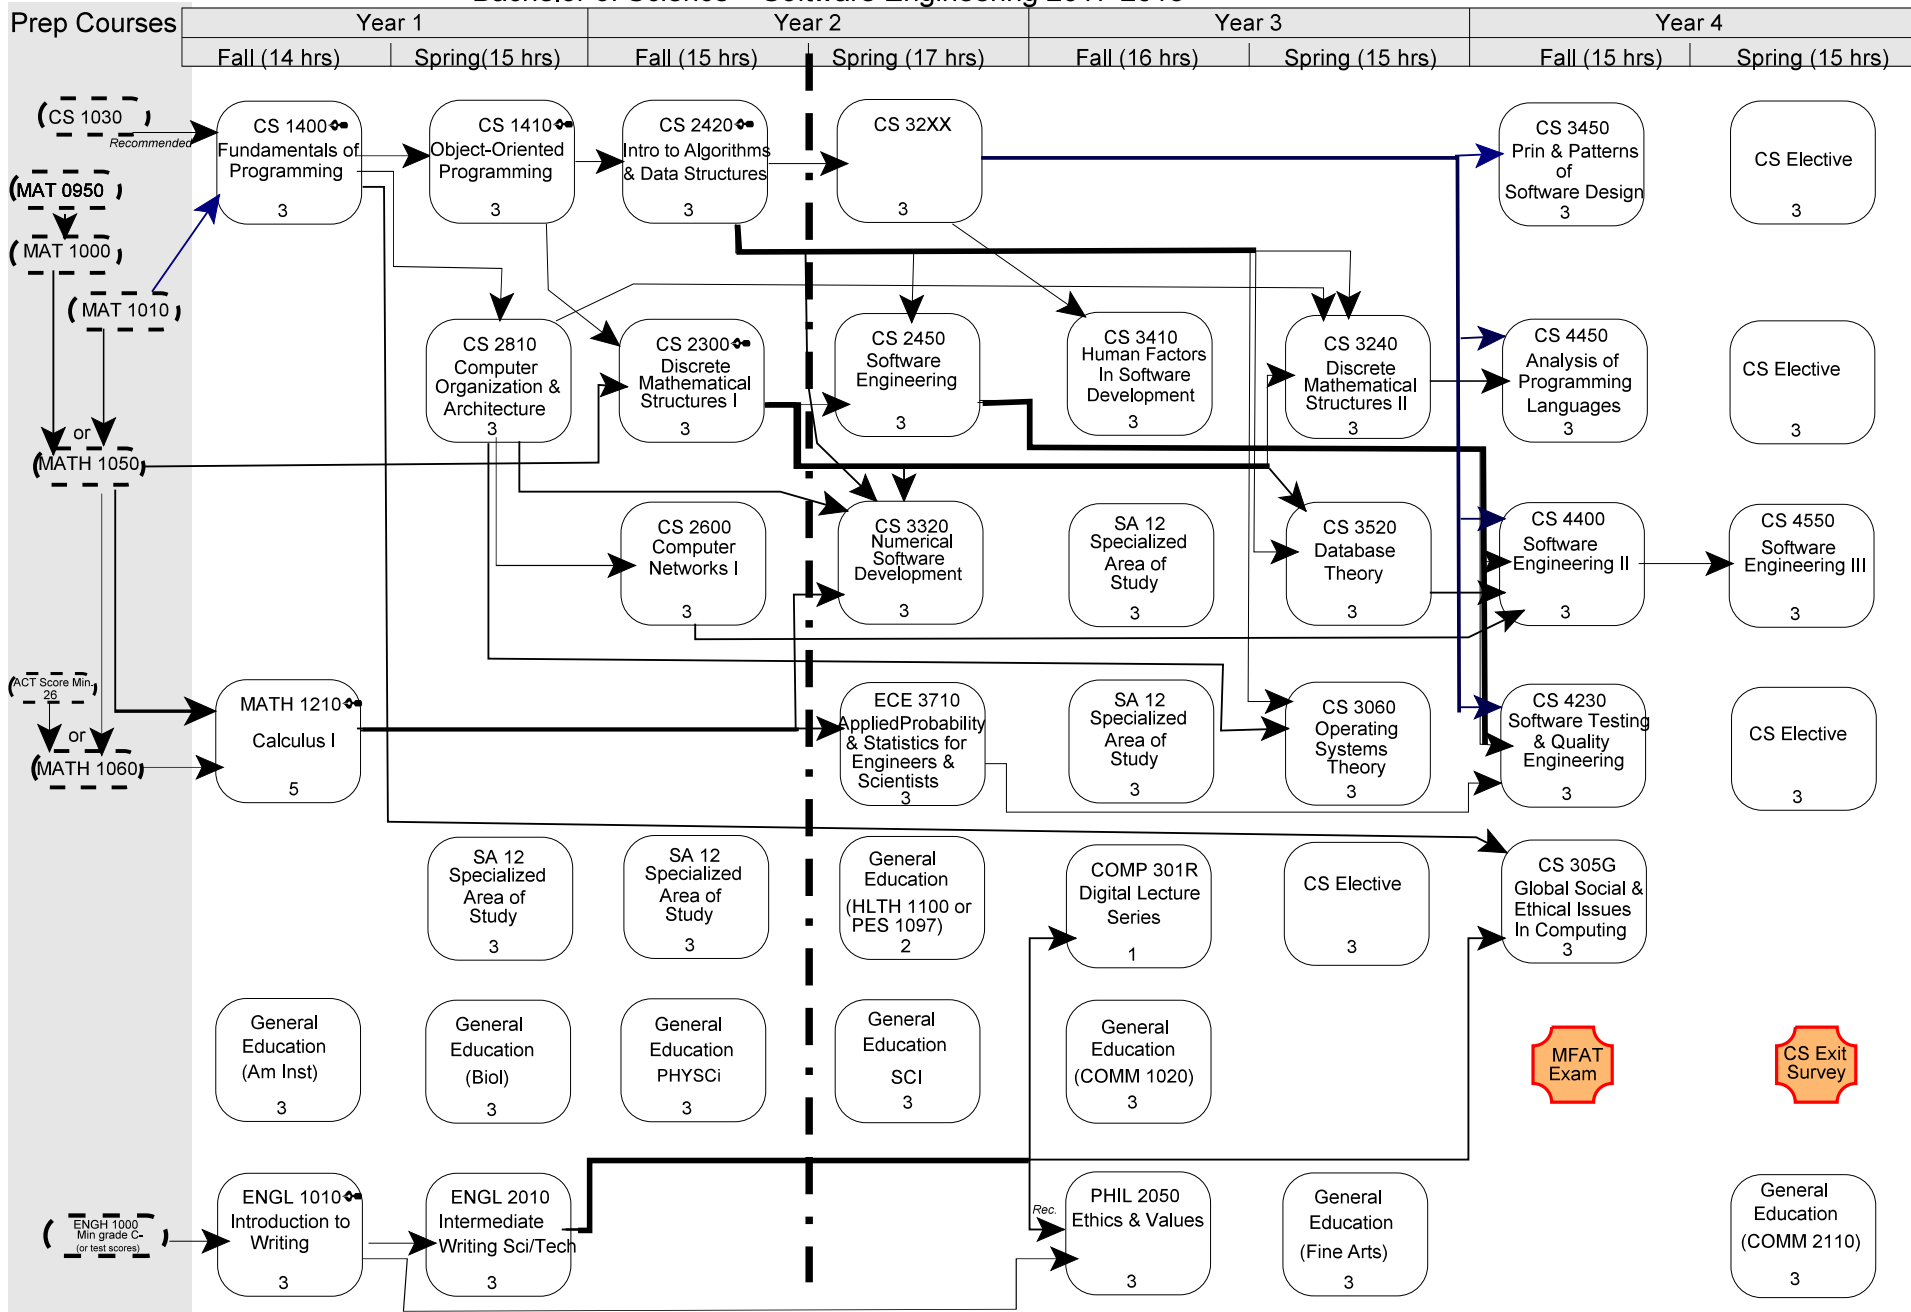 Bachelor of Science – Software Engineering 2017-2018
Prep Courses
Year 1
Year 2
Year 3
Year 4
Fall (14 hrs)
Spring(15 hrs)
Fall (15 hrs)
Spring (17 hrs)
Fall (16 hrs)
Spring (15 hrs)
Fall (15 hrs)
Spring (15 hrs)
CS 1030
Recommended
MAT 0950
MAT 1000
MAT 1010
or
MATH 1050
ACT Score Min.
26
or
MATH 1060
ENGH 1000
Min grade C-
(or test scores)
CS 1400
Fundamentals of
Programming
3
CS 1410
Object-Oriented
Programming
3
CS 2420
Intro to Algorithms
& Data Structures
3
CS 32XX
3
CS 3450
Prin & Patterns
of
Software Design
3
CS Elective
3
CS 2810
Computer
Organization &
Architecture
3
CS 2300
Discrete
Mathematical
Structures I
3
CS 2450
Software
Engineering
3
CS 3410
Human Factors
In Software
Development
3
CS 3240
Discrete
Mathematical
Structures II
3
CS 4450
Analysis of
Programming
Languages
3
CS Elective
3
CS 2600
Computer
Networks I
3
CS 3320
Numerical
Software
Development
3
SA 12
Specialized
Area of
Study
3
CS 3520
Database
Theory
3
CS 4400
Software
Engineering II
3
CS 4550
Software
Engineering III
3
MATH 1210
Calculus I
5
ECE 3710
AppliedProbability
& Statistics for
Engineers &
Scientists
3
SA 12
Specialized
Area of
Study
3
CS 3060
Operating
Systems
Theory
3
CS 4230
Software Testing
& Quality
Engineering
3
CS Elective
3
SA 12
Specialized
Area of
Study
3
SA 12
Specialized
Area of
Study
3
General
Education
(HLTH 1100 or
PES 1097)
2
COMP 301R
Digital Lecture
Series
1
CS Elective
3
CS 305G
Global Social &
Ethical Issues
In Computing
3
General
Education
(Am Inst)
3
General
Education
(Biol)
3
General
Education
PHYSCi
3
General
Education
SCI
3
General
Education
(COMM 1020)
3
MFAT
Exam
CS Exit
Survey
ENGL 1010
Introduction to
Writing
3
ENGL 2010
Intermediate
Writing Sci/Tech
3
Rec.
PHIL 2050
Ethics & Values
3
General
Education
(Fine Arts)
3
General
Education
(COMM 2110)
3